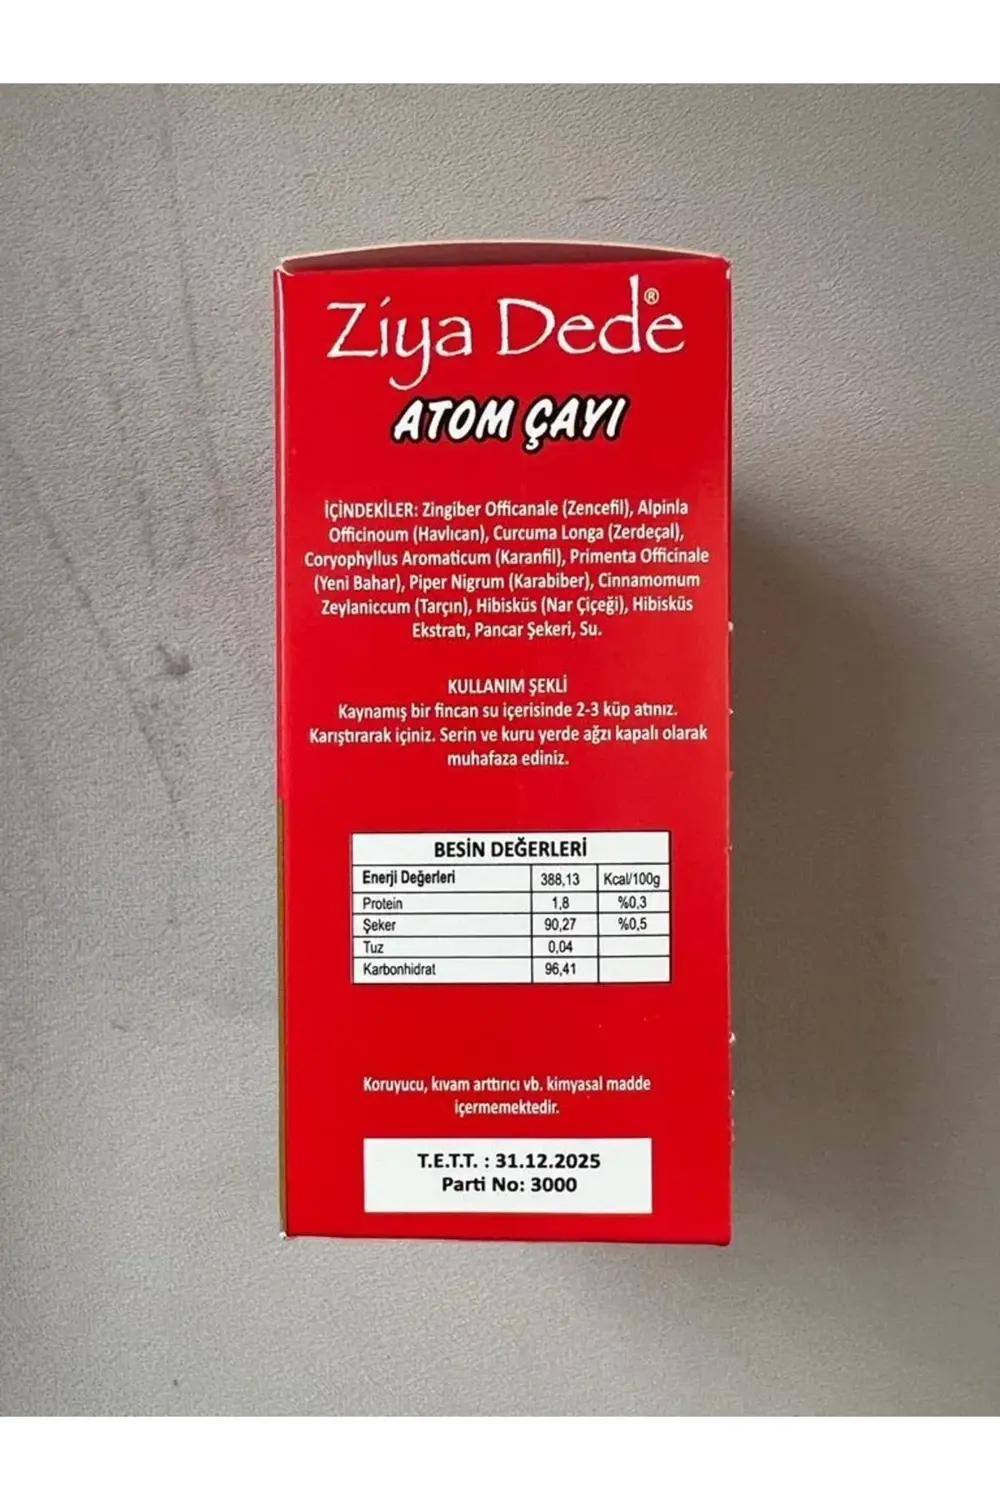 Ziya Dede®
ATOM ÇAYI
İÇİNDEKİLER: Zingiber Officanale (Zencefil), Alpinla
Officinoum (Havlıcan), Curcuma Longa (Zerdeçal),
Coryophyllus Aromaticum (Karanfil), Primenta Officinale
(Yeni Bahar), Piper Nigrum (Karabiber), Cinnamomum
Zeylaniccum (Tarçın), Hibisküs (Nar Çiçeği), Hibisküs
Ekstratı, Pancar Şekeri, Su.
KULLANIM ŞEKLİ
Kaynamış bir fincan su içerisinde 2-3 küp atınız.
Karıştırarak içiniz. Serin ve kuru yerde ağzı kapalı olarak
muhafaza ediniz.
BESİN DEĞERLERİ
Enerji Değerleri 388,13 Kcal/100g
Protein 1,8 %0,3
Şeker 90,27 %0,5
Tuz 0,04
Karbonhidrat 96,41
Koruyucu, kıvam arttırıcı vb. kimyasal madde
içermemektedir.
T.E.T.T. : 31.12.2025
Parti No: 3000